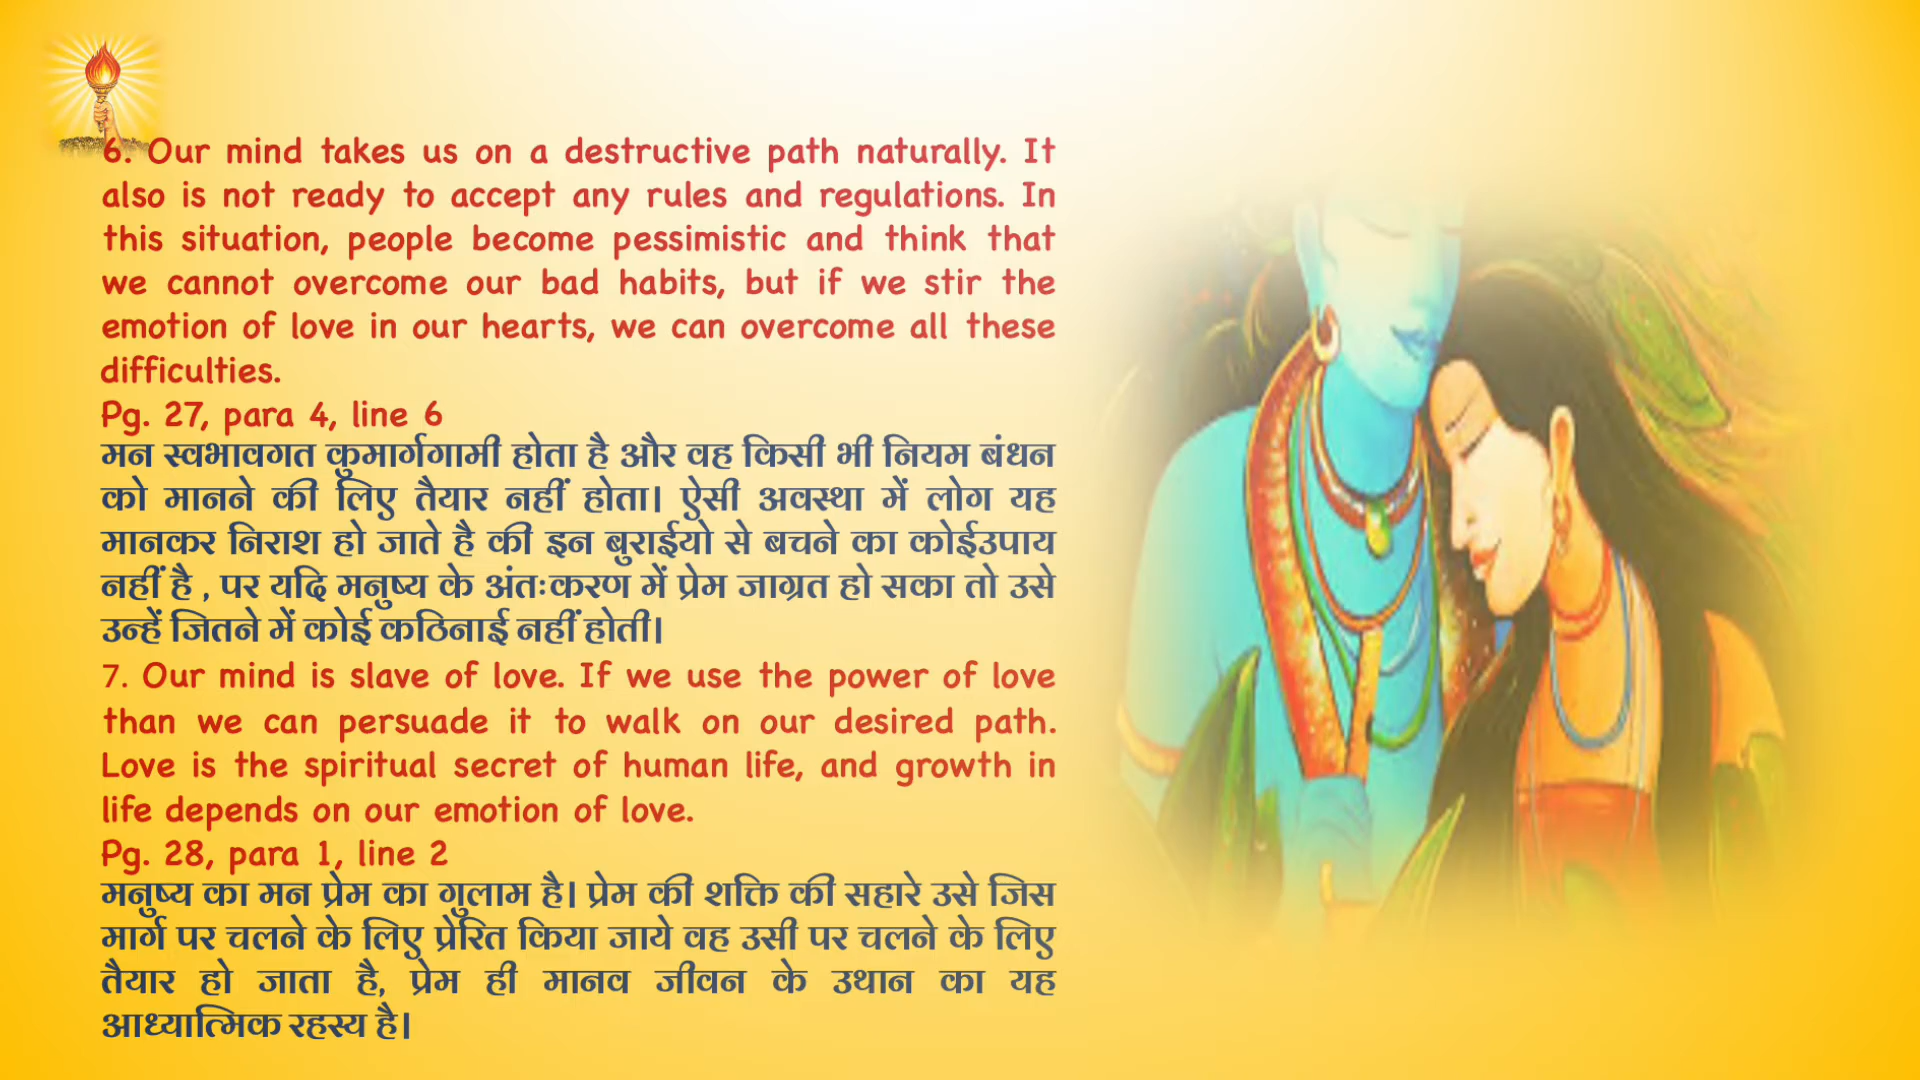 6. Our mind takes us on a destructive path naturally. It
also is not ready to accept any rules and regulations. In
this situation, people become pessimistic and think that
we cannot overcome our bad habits, but if we stir the
emotion of love in our hearts, we can overcome all these
difficulties.
Pg. 27, para 4, line 6
मन स्वभावगत कुमार्गगामी होता है और वह किसी भी नियम बंधन
को मानने की लिए तैयार नहीं होता। ऐसी अवस्था में लोग यह
मानकर निराश हो जाते है की इन बुराईयो से बचने का कोईउपाय
नहीं है , पर यदि मनुष्य के अंतःकरण में प्रेम जाग्रत हो सका तो उसे
उन्हें जितने में कोई कठिनाई नहीं होती।
7. Our mind is slave of love. If we use the power of love
than we can persuade it to walk on our desired path.
Love is the spiritual secret of human life, and growth in
life depends on our emotion of love.
Pg. 28, para 1, line 2
मनुष्य का मन प्रेम का गुलाम है। प्रेम की शक्ति की सहारे उसे जिस
मार्ग पर चलने के लिए प्रेरित किया जाये वह उसी पर चलने के लिए
तैयार हो जाता है, प्रेम ही मानव जीवन के उथान का यह
आध्यात्मिक रहस्य है।